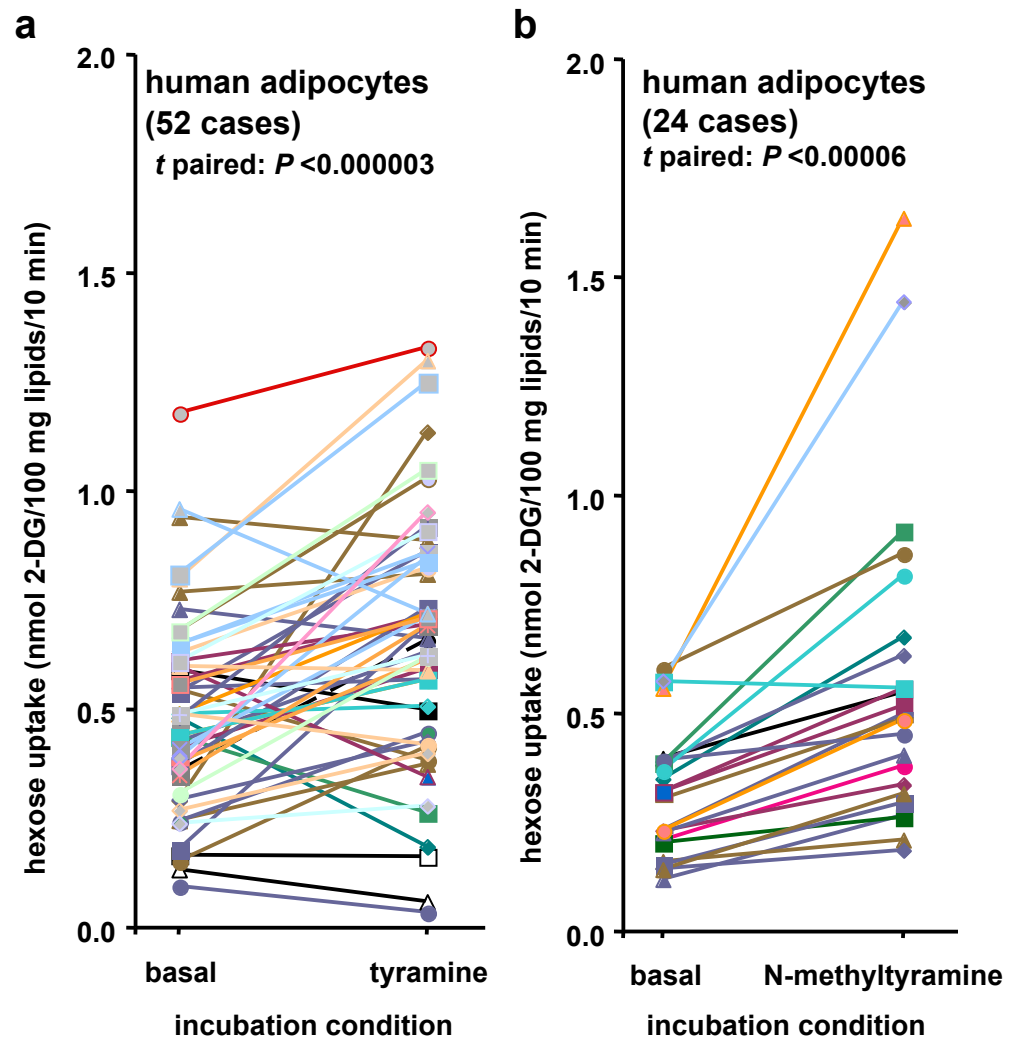 a
hexose uptake (nmol 2-DG/100 mg lipids/10 min)
2.0
1.5
1.0
0.5
0.0
human adipocytes
(52 cases)
t paired: P <0.000003
basal
tyramine
incubation condition
b
hexose uptake (nmol 2-DG/100 mg lipids/10 min)
2.0
1.5
1.0
0.5
0.0
human adipocytes
(24 cases)
t paired: P <0.00006
basal
N-methyltyramine
incubation condition